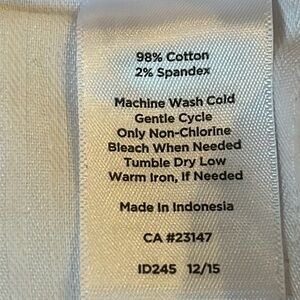 98% Cotton
2% Spandex
Machine Wash Cold
Gentle Cycle
Only Non-Chlorine
Bleach When Needed
Tumble Dry Low
Warm Iron, If Needed
Made In Indonesia
CA #23147
ID245 12/15